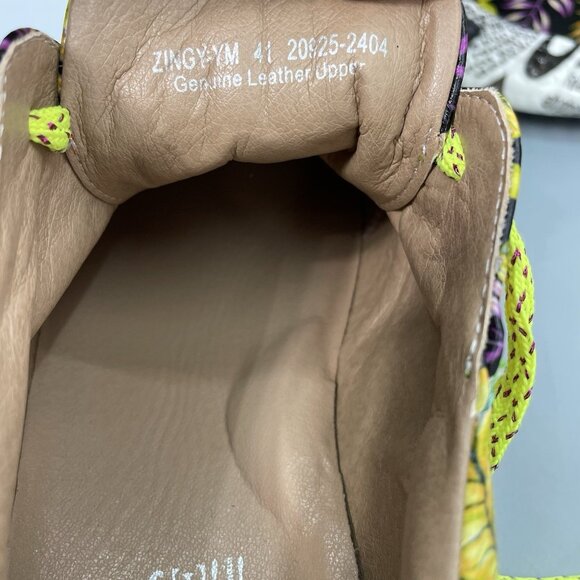 ZINGY-YM 41 20925-2404
Genuine Leather Upper